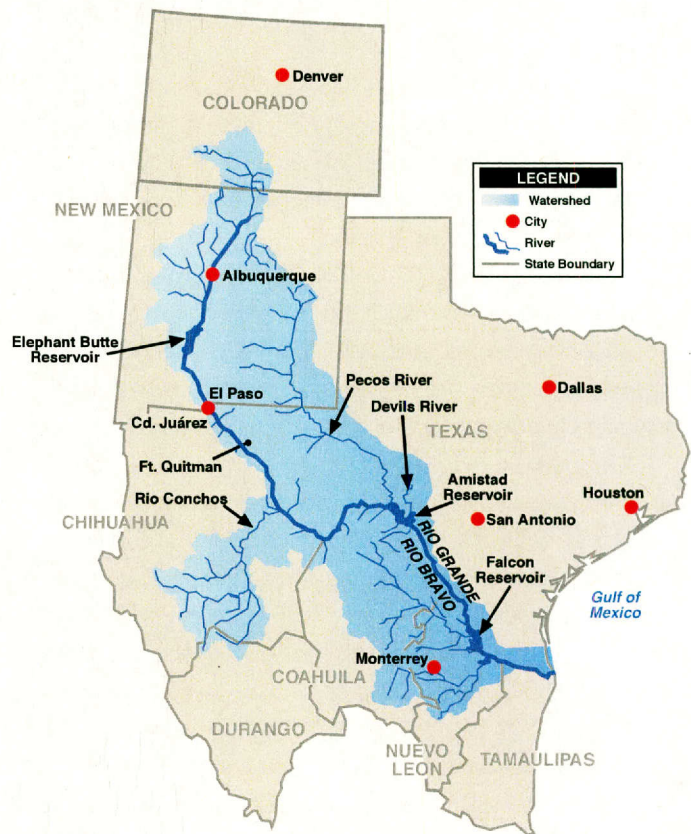 Denver
COLORADO
LEGEND
Watershed
City
River
State Boundary
NEW MEXICO
Albuquerque
Elephant Butte
Reservoir
Pecos River
El Paso
Devils River
Dallas
Cd. Juárez
TEXAS
Ft. Quitman
Amistad
Reservoir
Houston
Rio Conchos
San Antonio
CHIHUAHUA
RIO GRANDE
RIO BRAVO
Falcon
Reservoir
Gulf of
Mexico
Monterrey
COAHUILA
DURANGO
NUEVO
LEON
TAMAULIPAS